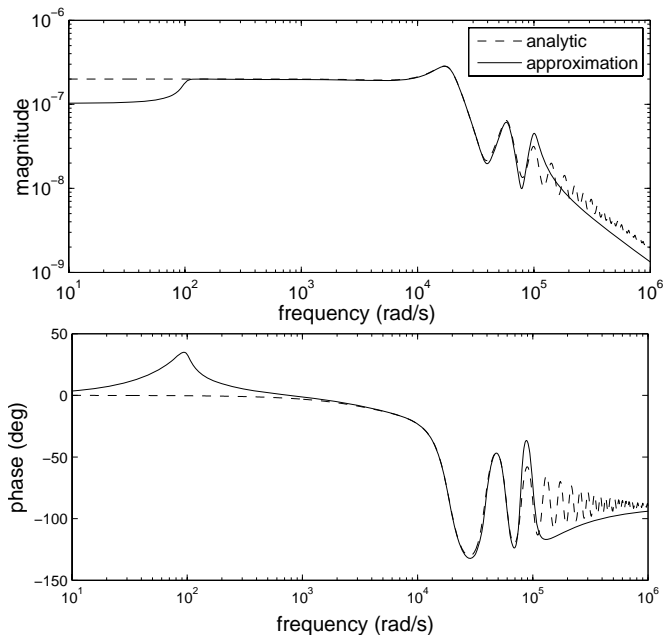 10^-6
10^-7
10^-8
10^-9
magnitude
analytic
approximation
10^1 10^2 10^3 10^4 10^5 10^6
frequency (rad/s)
50
0
−50
−100
−150
phase (deg)
10^1 10^2 10^3 10^4 10^5 10^6
frequency (rad/s)